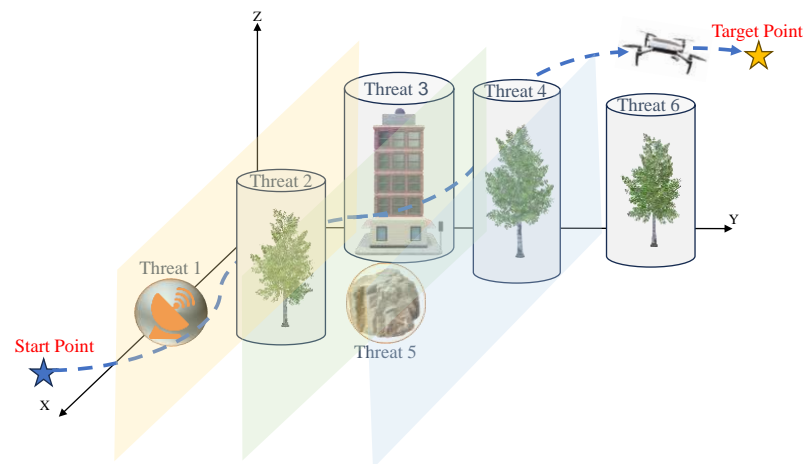 Z
Target Point
Threat 3
Threat 4
Threat 6
Threat 2
Y
Threat 1
Start Point
Threat 5
X